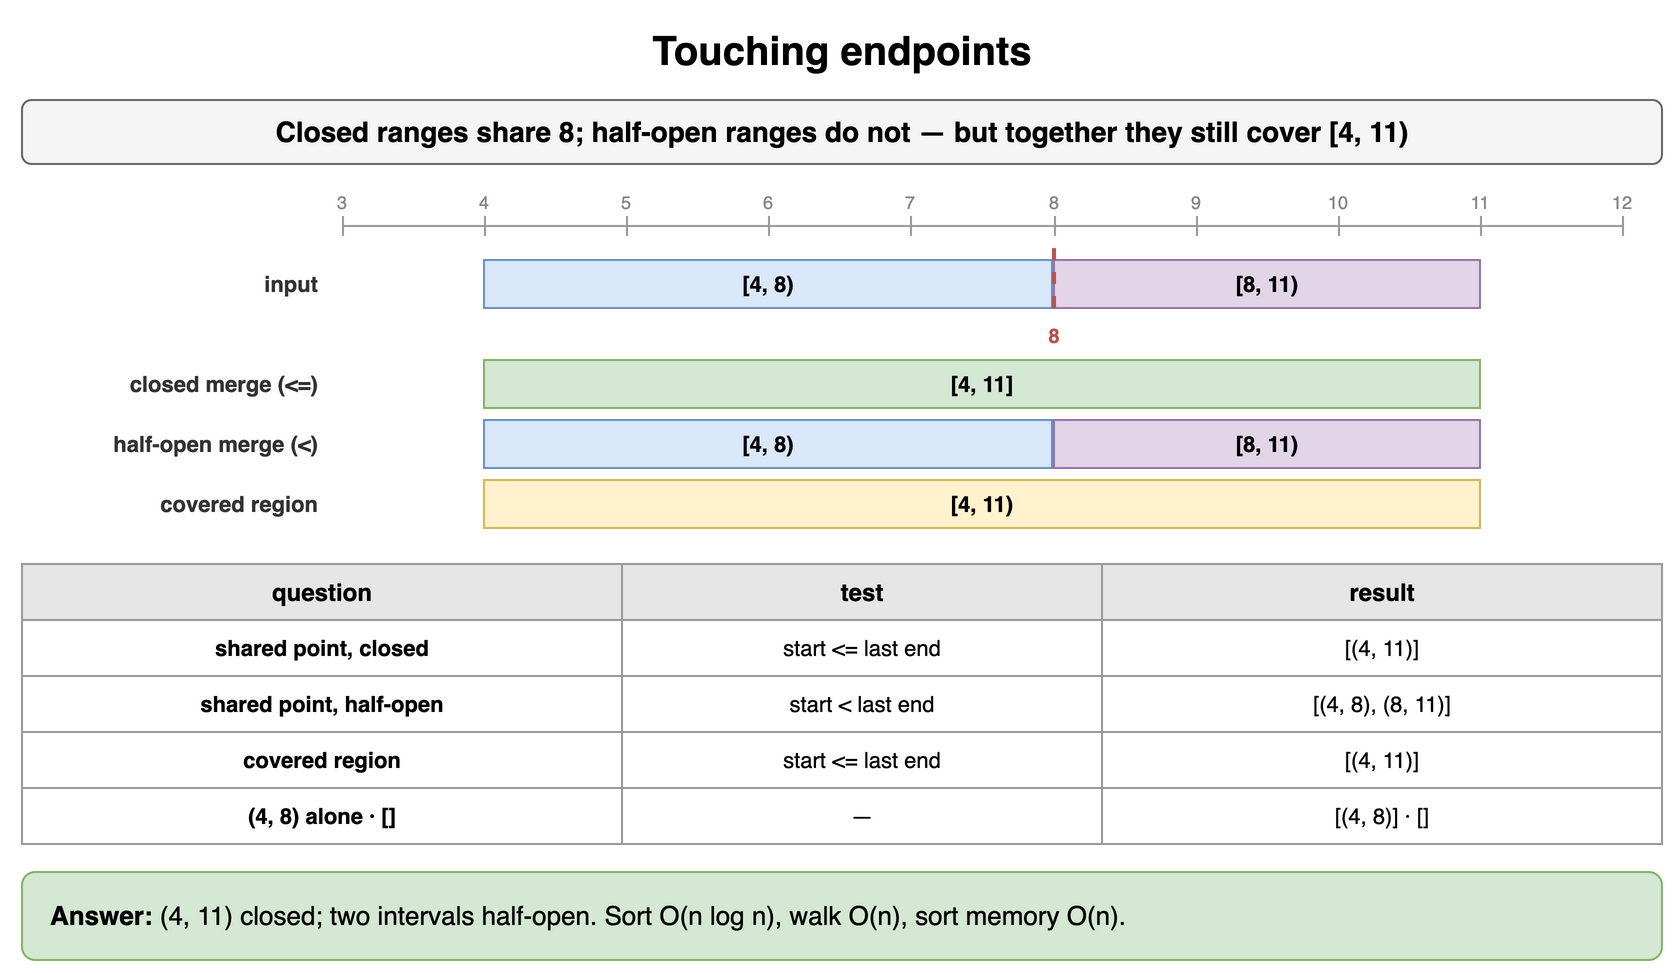 Touching endpoints
Closed ranges share 8; half-open ranges do not — but together they still cover [4, 11)
3 4 5 6 7 8 9 10 11 12
input [4, 8) [8, 11)
8
closed merge (<=) [4, 11]
half-open merge (<) [4, 8) [8, 11)
covered region [4, 11)
question test result
shared point, closed start <= last end [(4, 11)]
shared point, half-open start < last end [(4, 8), (8, 11)]
covered region start <= last end [(4, 11)]
(4, 8) alone · [] — [(4, 8)] · []
Answer: (4, 11) closed; two intervals half-open. Sort O(n log n), walk O(n), sort memory O(n).